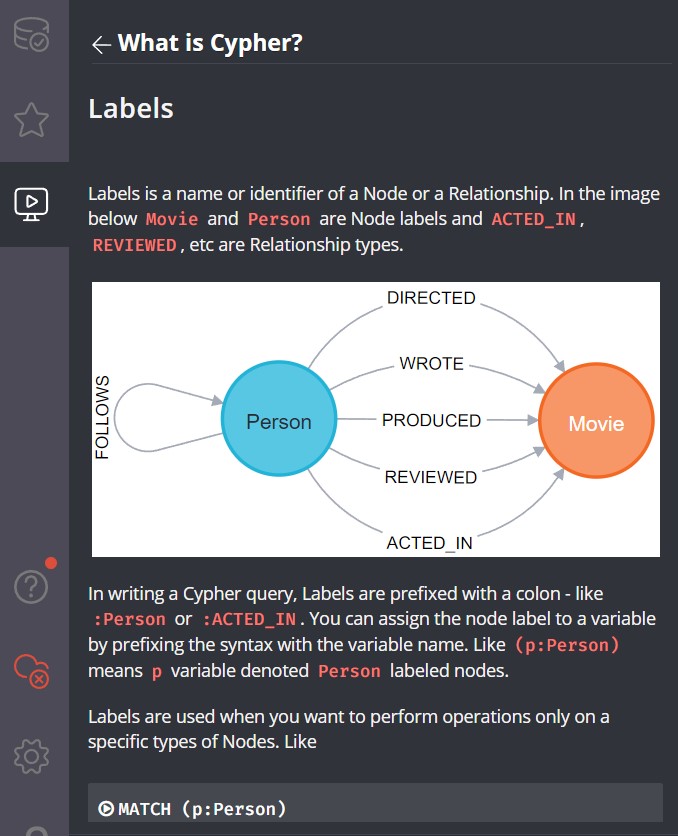 What is Cypher?
Labels
Labels is a name or identifier of a Node or a Relationship. In the image
below Movie and Person are Node labels and ACTED_IN,
REVIEWED, etc are Relationship types.
DIRECTED
WROTE
FOLLOWS
Person
PRODUCED
Movie
REVIEWED
ACTED_IN
In writing a Cypher query, Labels are prefixed with a colon - like
:Person or :ACTED_IN. You can assign the node label to a variable
by prefixing the syntax with the variable name. Like (p:Person)
means p variable denoted Person labeled nodes.
Labels are used when you want to perform operations only on a
specific types of Nodes. Like
MATCH (p:Person)